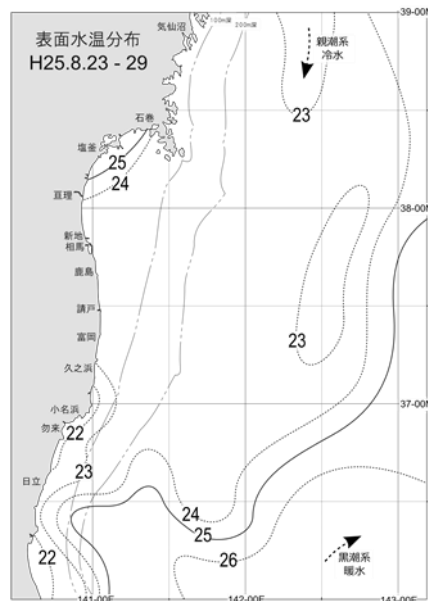 表面水温分布
H25.8.23 - 29
気仙沼
100m線
200m線
39-00N
親潮系
冷水
23
石巻
塩釜
25
24
亘理
38-00N
新地
相馬
鹿島
請戸
富岡
23
久之浜
37-00N
小名浜
勿来
22
23
日立
24
25
26
22
黒潮系
暖水
141-00E
142-00E
143-0